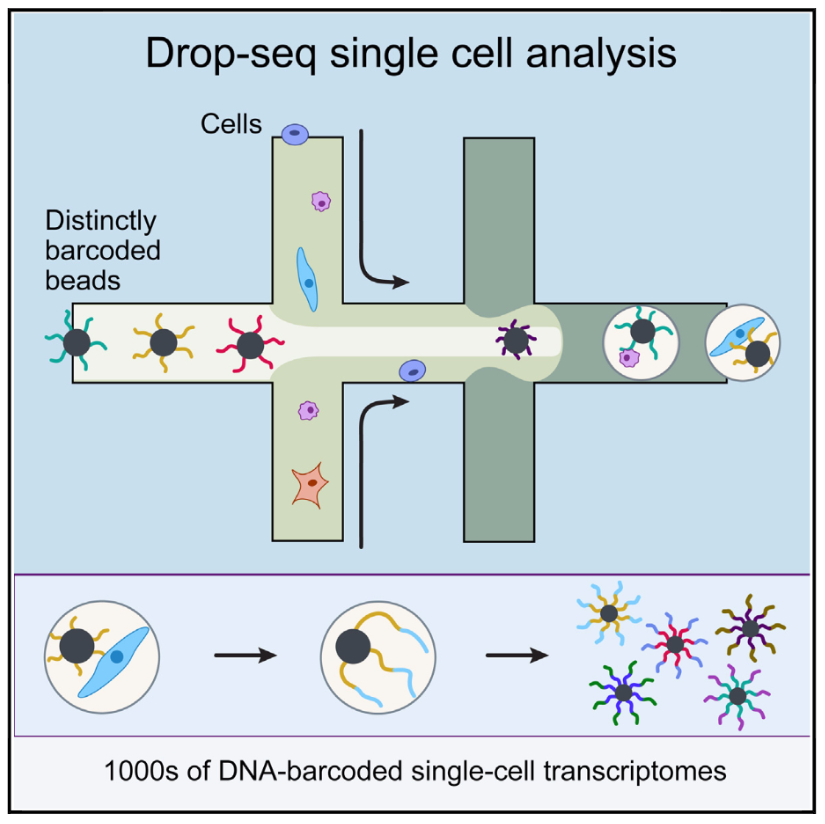 Drop-seq single cell analysis
Cells
Distinctly
barcoded
beads
1000s of DNA-barcoded single-cell transcriptomes